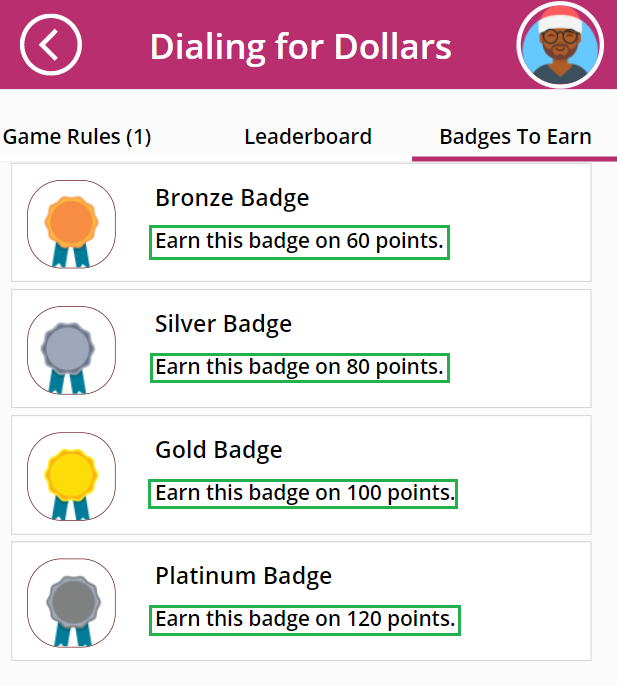 Dialing for Dollars
Game Rules (1) Leaderboard Badges To Earn
Bronze Badge
Earn this badge on 60 points.
Silver Badge
Earn this badge on 80 points.
Gold Badge
Earn this badge on 100 points.
Platinum Badge
Earn this badge on 120 points.